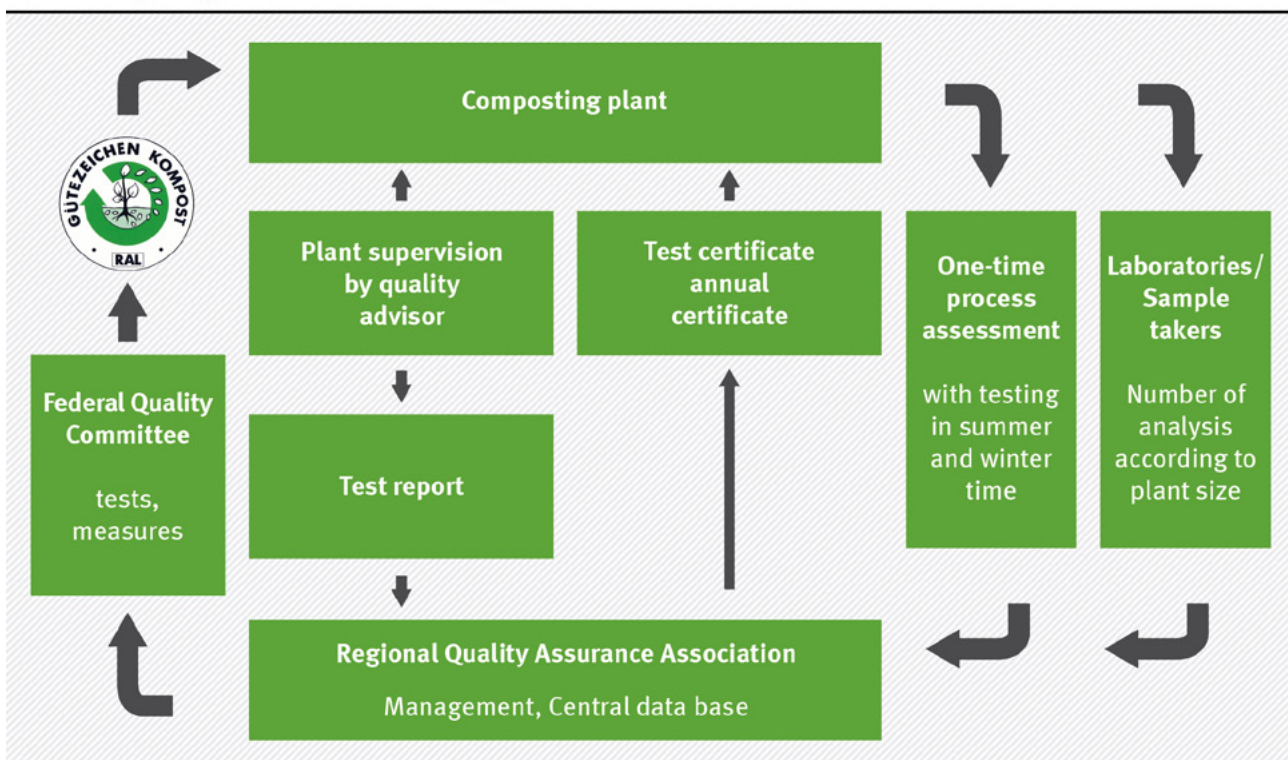 Composting plant
GÜTEZEICHEN KOMPOST
RAL
Plant supervision
by quality
advisor
Test certificate
annual
certificate
One-time
process
assessment
with testing
in summer
and winter
time
Laboratories/
Sample
takers
Number of
analysis
according to
plant size
Federal Quality
Committee
tests,
measures
Test report
Regional Quality Assurance Association
Management, Central data base